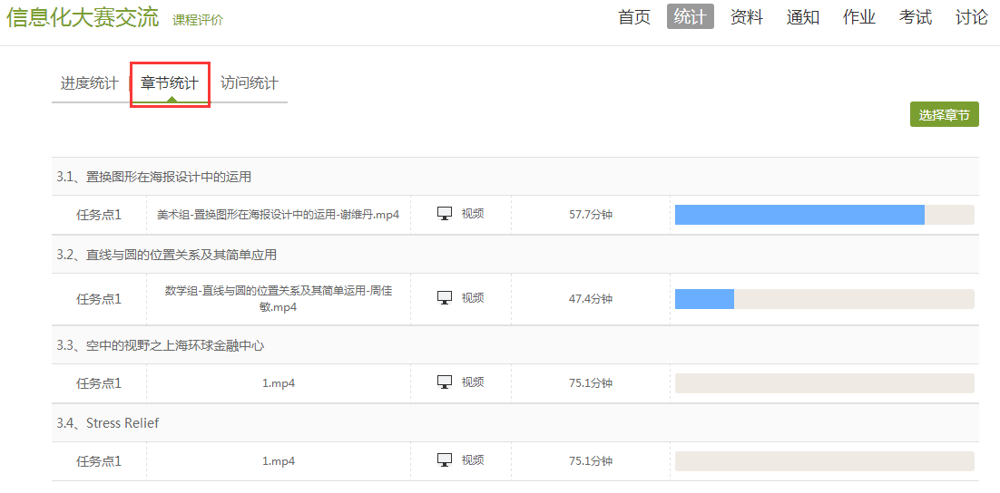 信息化大赛交流 课程评价 首页 统计 资料 通知 作业 考试 讨论
进度统计 章节统计 访问统计
选择章节
3.1、置换图形在海报设计中的运用
任务点1 美术组-置换图形在海报设计中的运用-谢维丹.mp4 视频 57.7分钟
3.2、直线与圆的位置关系及其简单应用
任务点1 数学组-直线与圆的位置关系及其简单运用-周佳 视频 47.4分钟
敏.mp4
3.3、空中的视野之上海环球金融中心
任务点1 1.mp4 视频 75.1分钟
3.4、Stress Relief
任务点1 1.mp4 视频 75.1分钟